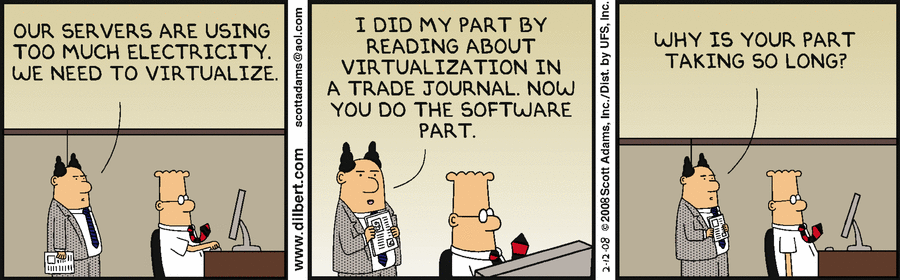 OUR SERVERS ARE USING
TOO MUCH ELECTRICITY.
WE NEED TO VIRTUALIZE.
www.dilbert.com
scottadams@aol.com
I DID MY PART BY
READING ABOUT
VIRTUALIZATION IN
A TRADE JOURNAL. NOW
YOU DO THE SOFTWARE
PART.
2-12-08 © 2008 Scott Adams, Inc./Dist. by UFS, Inc.
WHY IS YOUR PART
TAKING SO LONG?